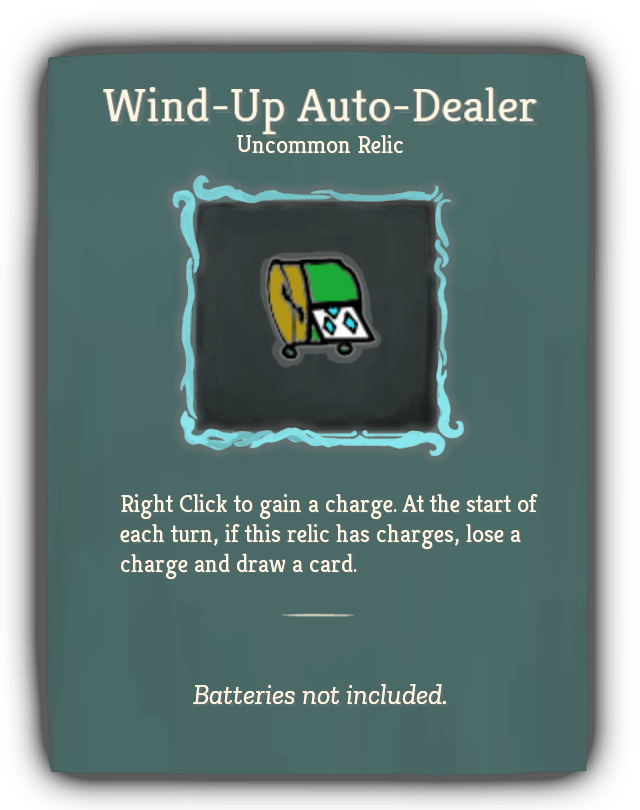 Wind-Up Auto-Dealer
Uncommon Relic
Right Click to gain a charge. At the start of
each turn, if this relic has charges, lose a
charge and draw a card.
Batteries not included.